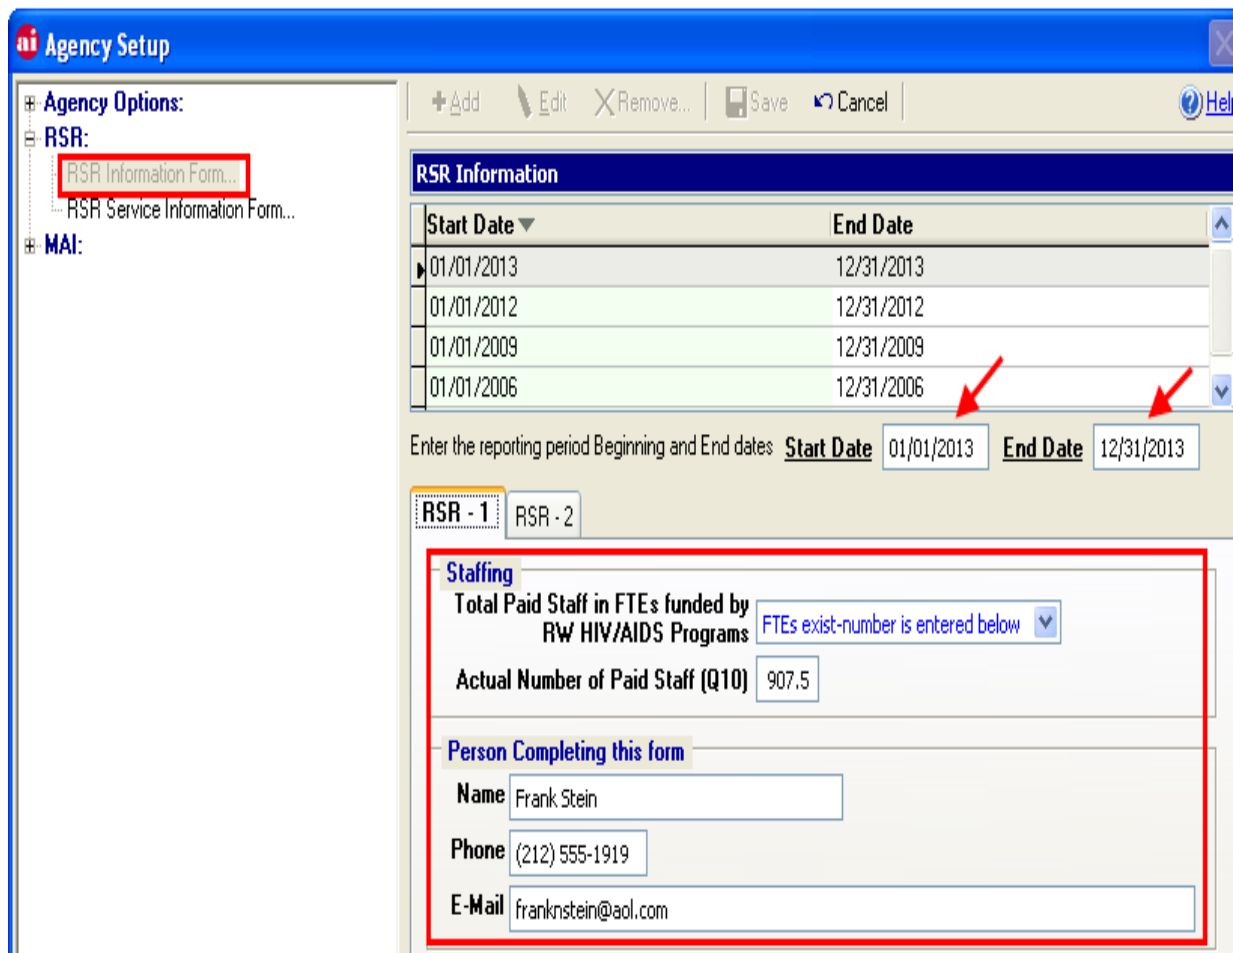 ai Agency Setup
Agency Options:
RSR:
RSR Information Form...
RSR Service Information Form...
MAI:
Add Edit Remove... Save Cancel Help
RSR Information
Start Date End Date
01/01/2013 12/31/2013
01/01/2012 12/31/2012
01/01/2009 12/31/2009
01/01/2006 12/31/2006
Enter the reporting period Beginning and End dates Start Date 01/01/2013 End Date 12/31/2013
RSR - 1 RSR - 2
Staffing
Total Paid Staff in FTEs funded by
RW HIV/AIDS Programs FTEs exist-number is entered below
Actual Number of Paid Staff (Q10) 907.5
Person Completing this form
Name Frank Stein
Phone (212) 555-1919
E-Mail franknstein@aol.com